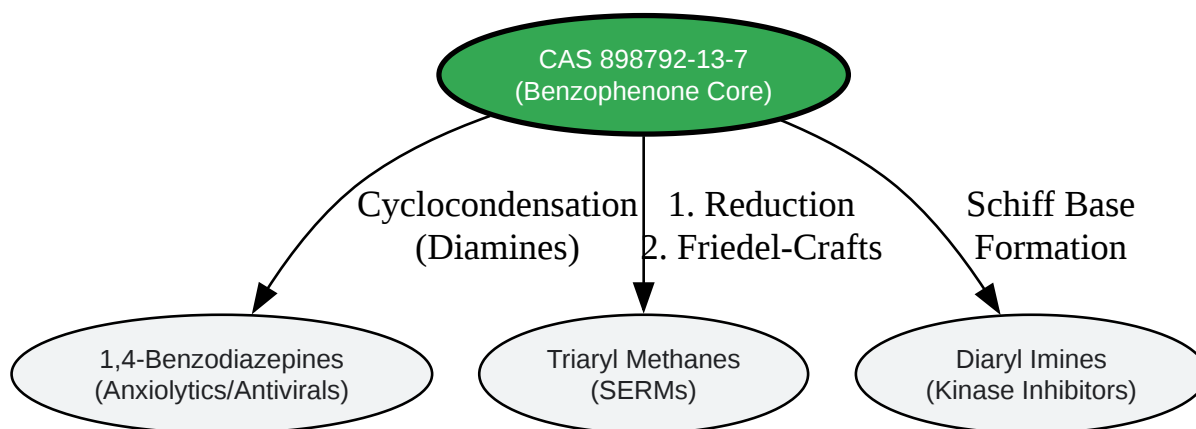 CAS 898792-13-7
(Benzophenone Core)
Cyclocondensation
(Diamines)
1. Reduction
2. Friedel-Crafts
Schiff Base
Formation
1,4-Benzodiazepines
(Anxiolytics/Antivirals)
Triaryl Methanes
(SERMs)
Diaryl Imines
(Kinase Inhibitors)